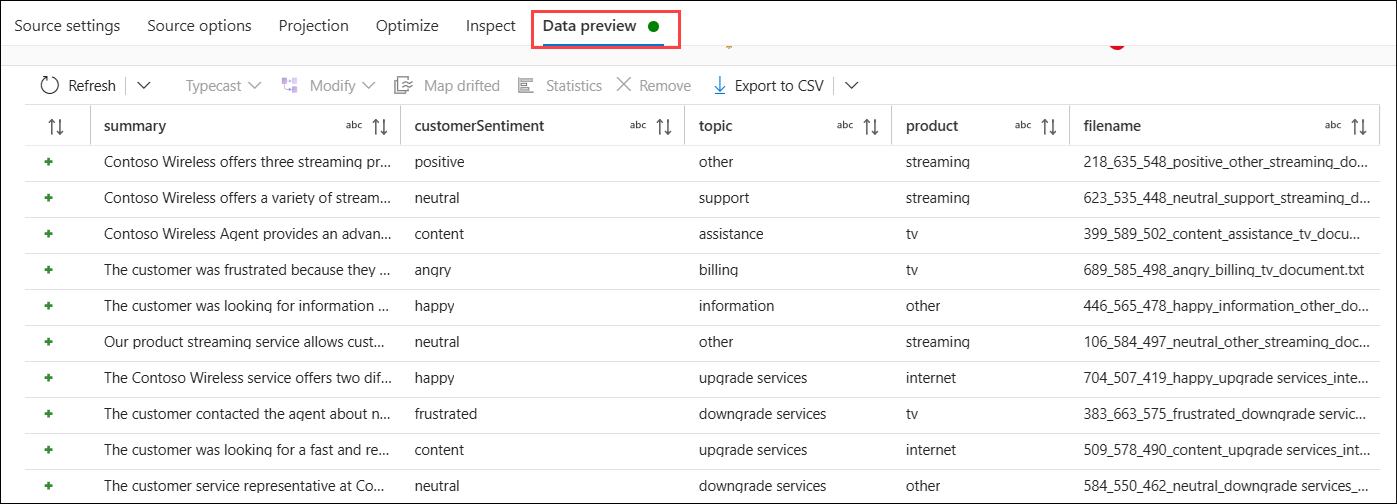 Source settings Source options Projection Optimize Inspect Data preview
Refresh Typecast Modify Map drifted Statistics Remove Export to CSV
summary abc customerSentiment abc topic abc product abc filename abc
Contoso Wireless offers three streaming pr... positive other streaming 218_635_548_positive_other_streaming_do...
Contoso Wireless offers a variety of stream... neutral support streaming 623_535_448_neutral_support_streaming_d...
Contoso Wireless Agent provides an advan... content assistance tv 399_589_502_content_assistance_tv_docu...
The customer was frustrated because they ... angry billing tv 689_585_498_angry_billing_tv_document.txt
The customer was looking for information ... happy information other 446_565_478_happy_information_other_do...
Our product streaming service allows cust... neutral other streaming 106_584_497_neutral_other_streaming_doc...
The Contoso Wireless service offers two dif... happy upgrade services internet 704_507_419_happy_upgrade services_inte...
The customer contacted the agent about n... frustrated downgrade services tv 383_663_575_frustrated_downgrade servic...
The customer was looking for a fast and re... content upgrade services internet 509_578_490_content_upgrade services_int...
The customer service representative at Co... neutral downgrade services other 584_550_462_neutral_downgrade services_...